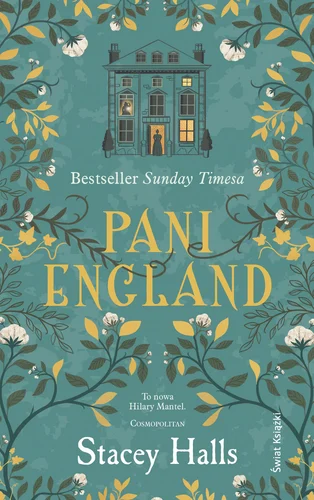 Bestseller Sunday Timesa
PANI
ENGLAND
To nowa
Hilary Mantel.
COSMOPOLITAN
Stacey Halls
Świat Książki